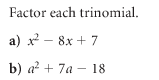 Factor each trinomial.
a) x² − 8x + 7
b) a² + 7a − 18